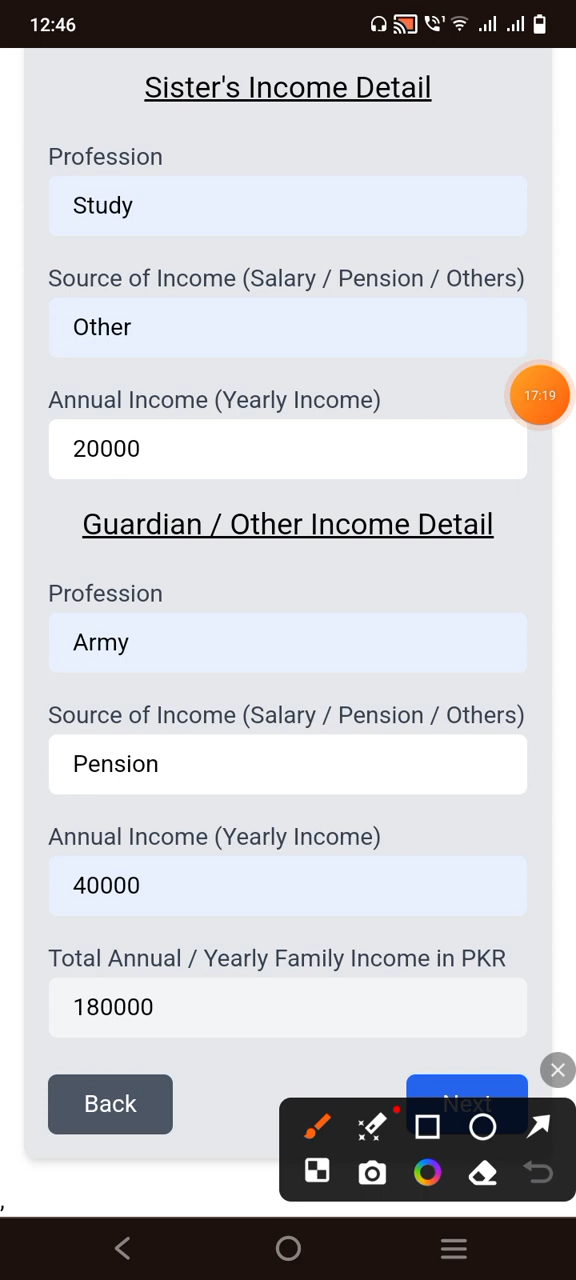 12:46
Sister's Income Detail
Profession
Study
Source of Income (Salary / Pension / Others)
Other
Annual Income (Yearly Income)
17:19
20000
Guardian / Other Income Detail
Profession
Army
Source of Income (Salary / Pension / Others)
Pension
Annual Income (Yearly Income)
40000
Total Annual / Yearly Family Income in PKR
180000
Back
Next
,